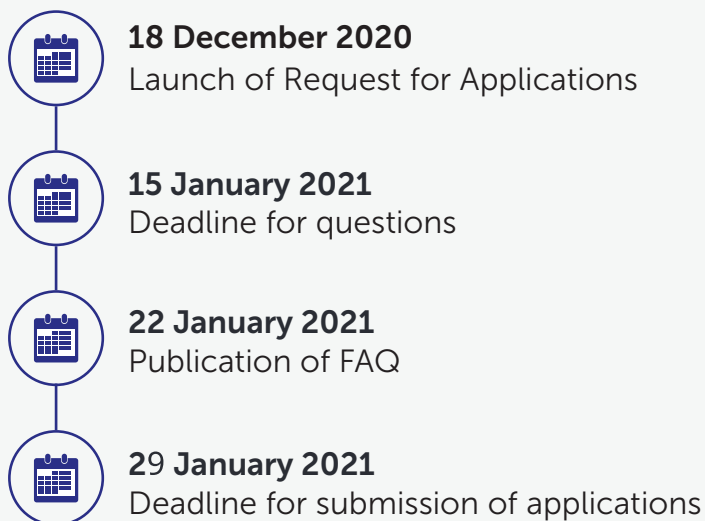 18 December 2020
Launch of Request for Applications
15 January 2021
Deadline for questions
22 January 2021
Publication of FAQ
29 January 2021
Deadline for submission of applications